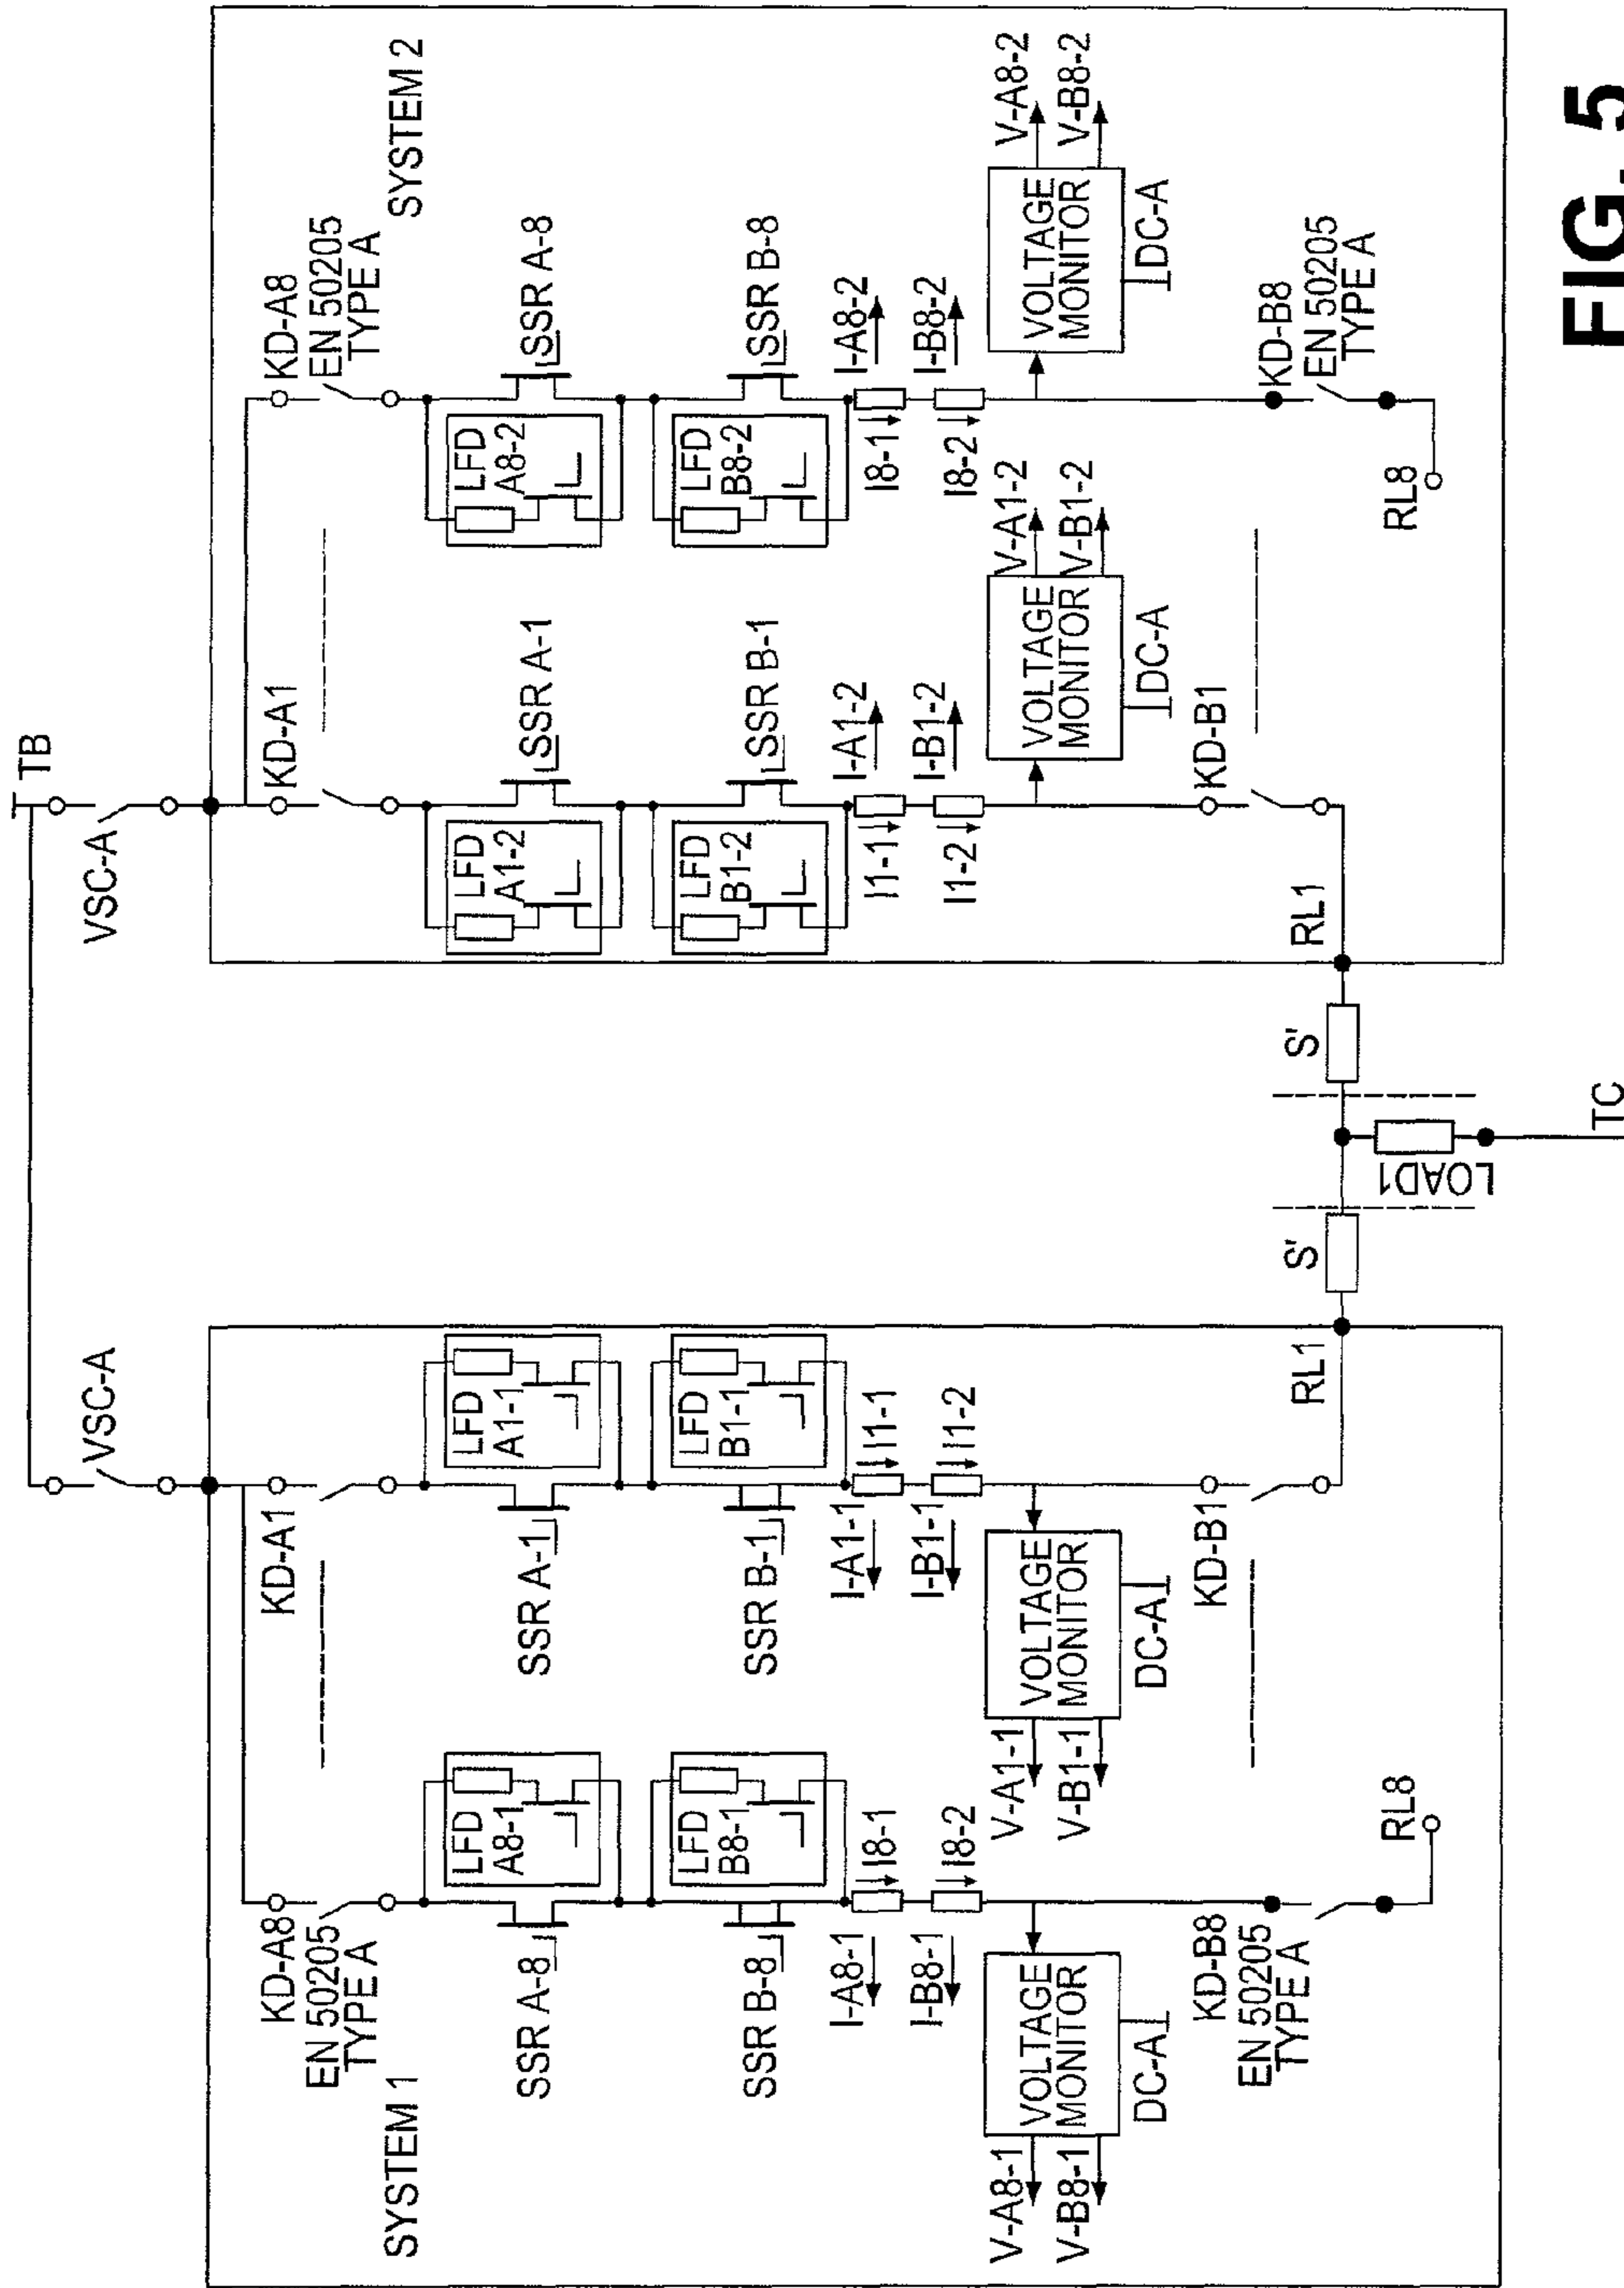 TB
VSC-A
VSC-A
KD-A8
EN 50205
TYPE A
SYSTEM 1
KD-A1
KD-A1
KD-A8
EN 50205
TYPE A
SYSTEM 2
LFD
A8-1
SSR A-8
LFD
A1-1
SSR A-1
LFD
A1-2
SSR A-1
LFD
A8-2
SSR A-8
LFD
B8-1
SSR B-8
LFD
B1-1
SSR B-1
LFD
B1-2
SSR B-1
LFD
B8-2
SSR B-8
I-A8-1
I8-1
I-B8-1
I8-2
I-A1-1
I1-1
I-B1-1
I1-2
I1-1
I-A1-2
I1-2
I-B1-2
I8-1
I-A8-2
I8-2
I-B8-2
V-A8-1
V-B8-1
VOLTAGE
MONITOR
DC-A
V-A1-1
V-B1-1
VOLTAGE
MONITOR
DC-A
VOLTAGE
MONITOR
V-A1-2
V-B1-2
DC-A
VOLTAGE
MONITOR
V-A8-2
V-B8-2
DC-A
KD-B8
EN 50205
TYPE A
RL8
KD-B1
RL1
S'
S'
LOAD1
TC
RL1
KD-B1
KD-B8
EN 50205
TYPE A
RL8
FIG. 5